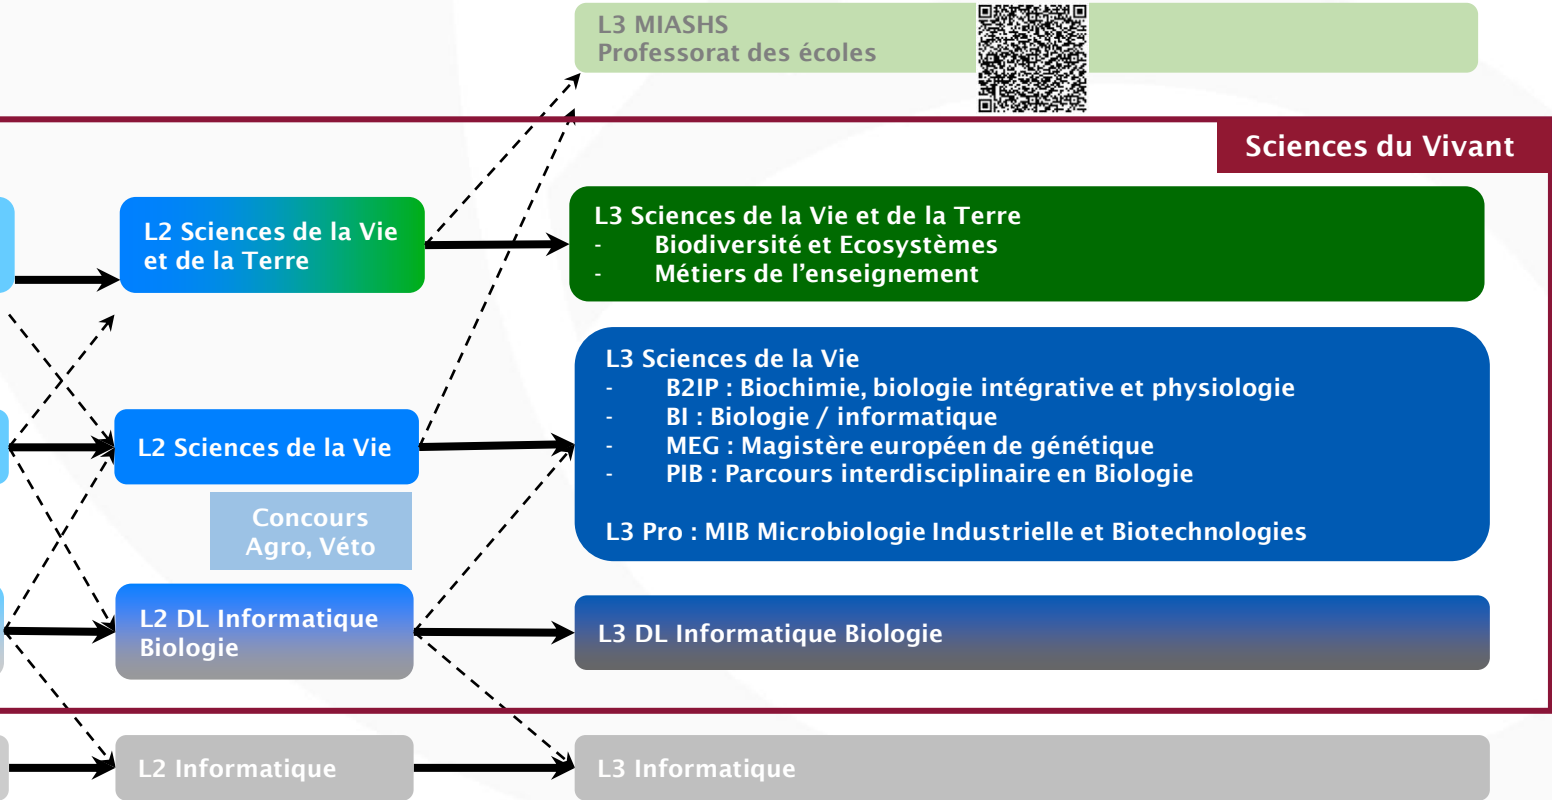 L3 MIASHS
Professorat des écoles
Sciences du Vivant
L2 Sciences de la Vie
et de la Terre
L3 Sciences de la Vie et de la Terre
- Biodiversité et Ecosystèmes
- Métiers de l’enseignement
L2 Sciences de la Vie
Concours
Agro, Véto
L3 Sciences de la Vie
- B2IP : Biochimie, biologie intégrative et physiologie
- BI : Biologie / informatique
- MEG : Magistère européen de génétique
- PIB : Parcours interdisciplinaire en Biologie
L3 Pro : MIB Microbiologie Industrielle et Biotechnologies
L2 DL Informatique
Biologie
L3 DL Informatique Biologie
L2 Informatique
L3 Informatique